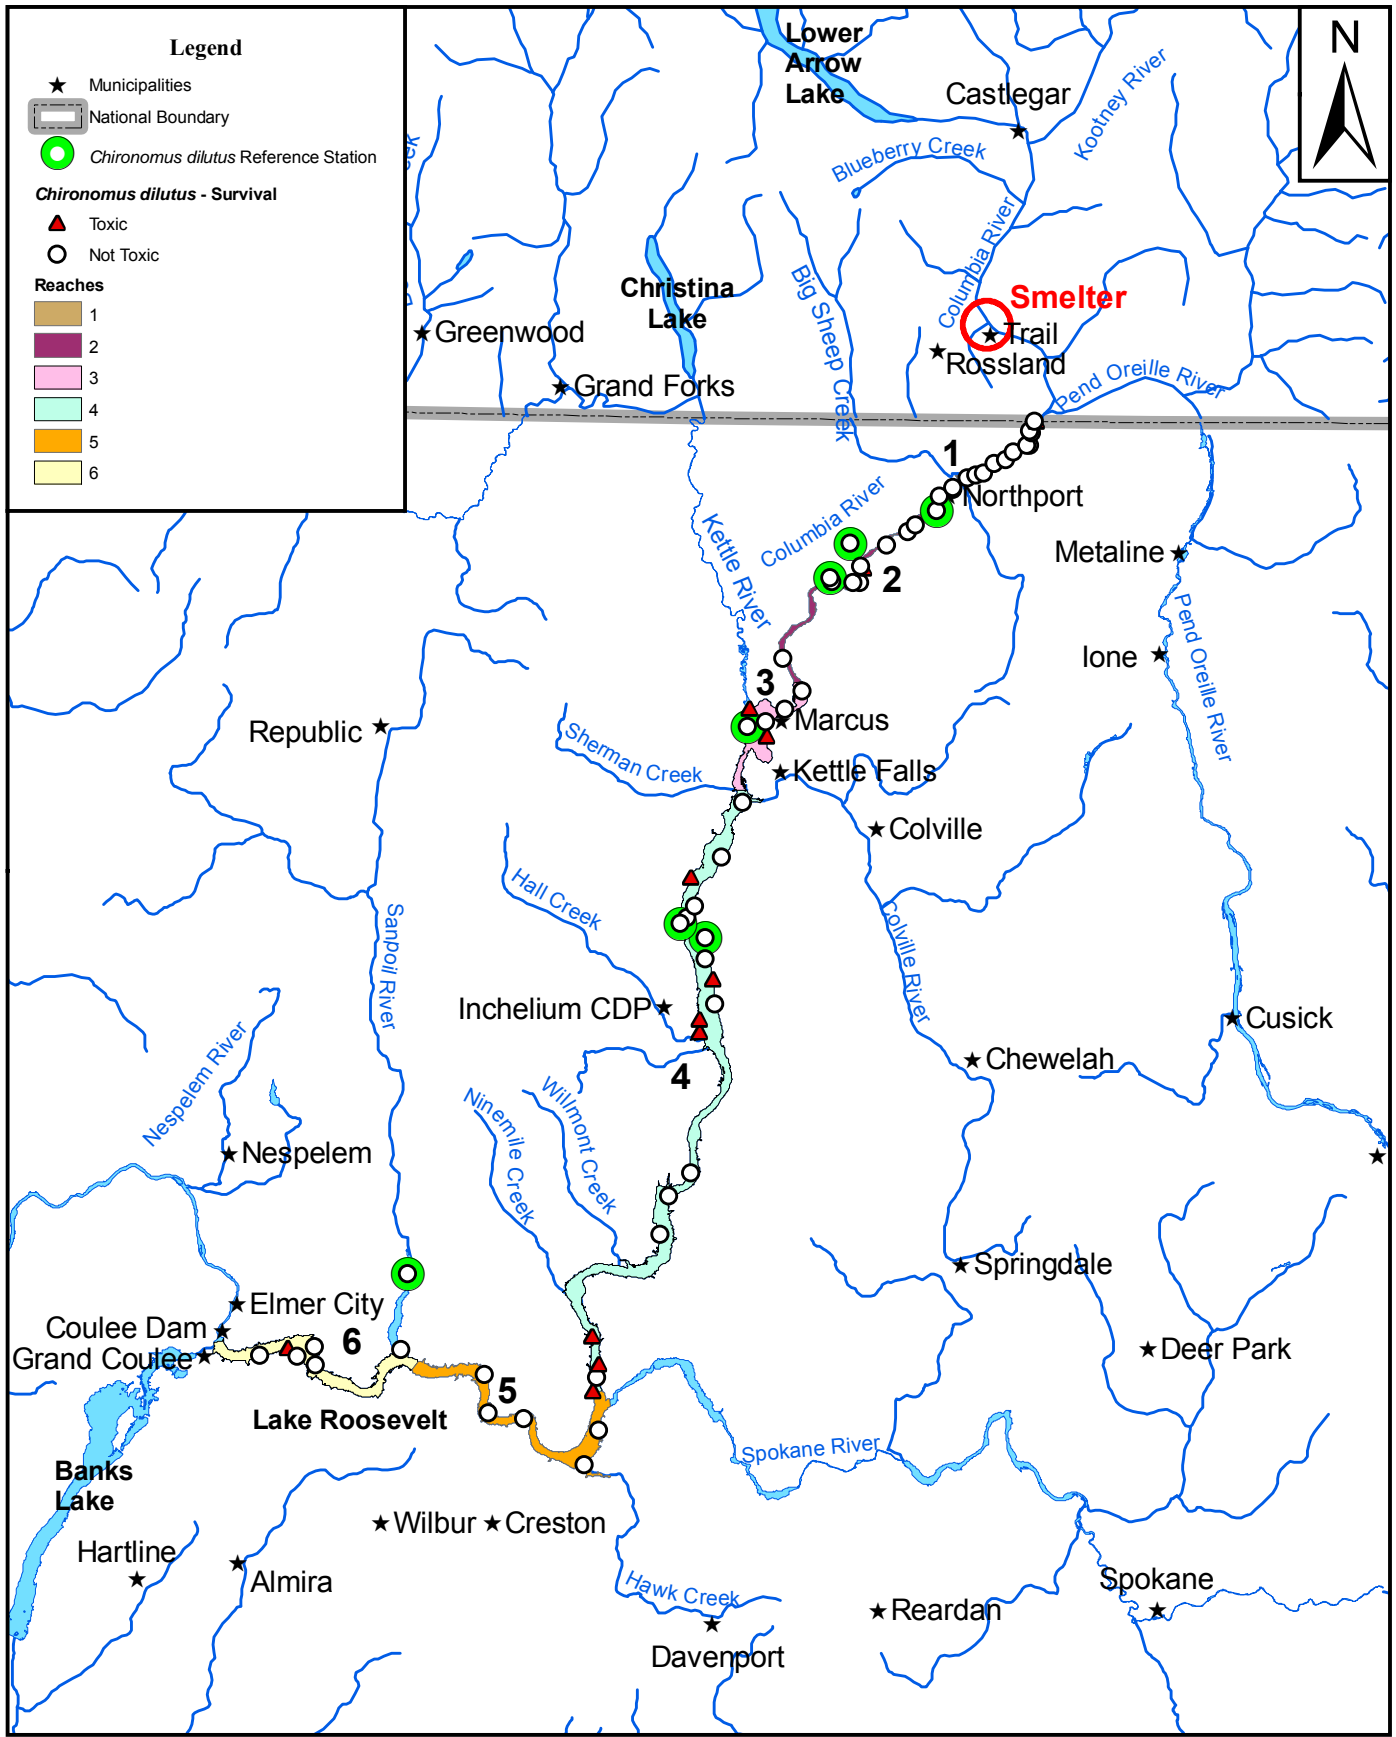 Legend
Municipalities
National Boundary
Chironomus dilutus Reference Station
Chironomus dilutus - Survival
Toxic
Not Toxic
Reaches
1
2
3
4
5
6
N
Lower
Arrow
Lake
Castlegar
Kootney River
Blueberry Creek
Columbia River
Big Sheep Creek
Christina
Lake
Smelter
Trail
Rossland
Greenwood
Grand Forks
Pend Oreille River
1
Northport
Columbia River
Kettle River
Metaline
2
Pend Oreille River
Ione
3
Marcus
Republic
Sherman Creek
Kettle Falls
Colville
Hall Creek
Sanpoil River
Colville River
Inchelium CDP
Cusick
Nespelem River
Chewelah
4
Ninemile Creek
Wilmont Creek
Nespelem
Springdale
Elmer City
Coulee Dam
Grand Coulee
6
Deer Park
5
Lake Roosevelt
Spokane River
Banks
Lake
Wilbur
Creston
Hartline
Almira
Hawk Creek
Spokane
Reardan
Davenport